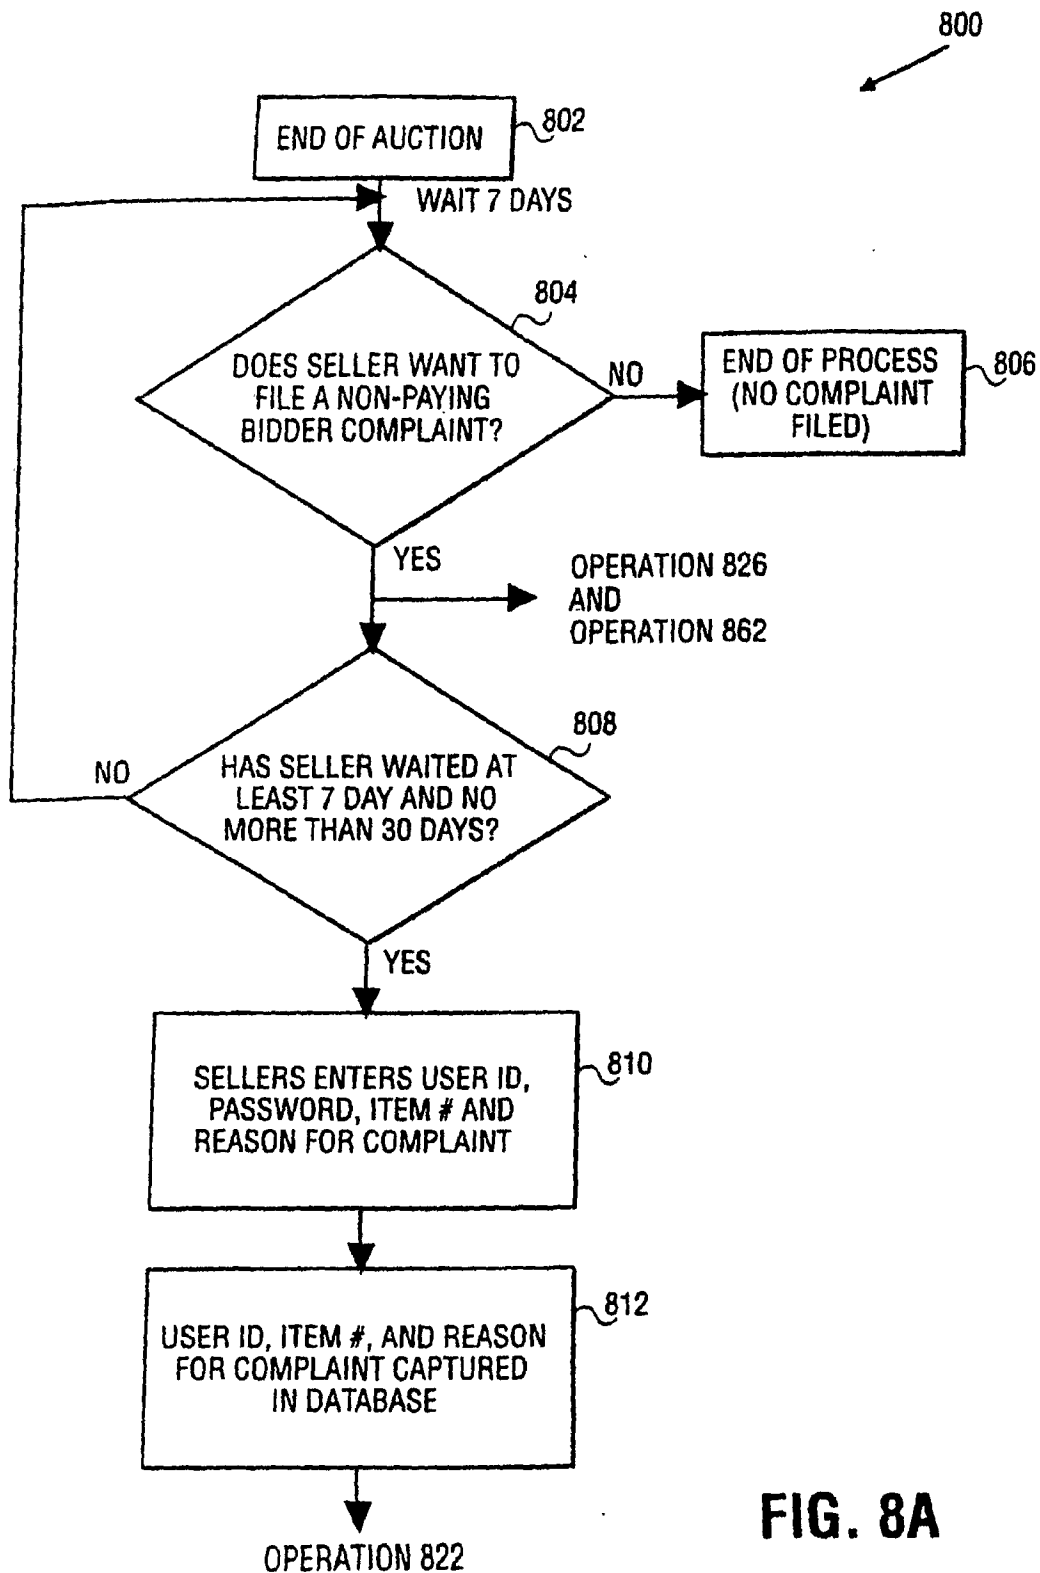 800
END OF AUCTION
802
WAIT 7 DAYS
804
DOES SELLER WANT TO
FILE A NON-PAYING
BIDDER COMPLAINT?
NO
END OF PROCESS
(NO COMPLAINT
FILED)
806
YES
OPERATION 826
AND
OPERATION 862
808
NO
HAS SELLER WAITED AT
LEAST 7 DAY AND NO
MORE THAN 30 DAYS?
YES
810
SELLERS ENTERS USER ID,
PASSWORD, ITEM # AND
REASON FOR COMPLAINT
812
USER ID, ITEM #, AND REASON
FOR COMPLAINT CAPTURED
IN DATABASE
OPERATION 822
FIG. 8A